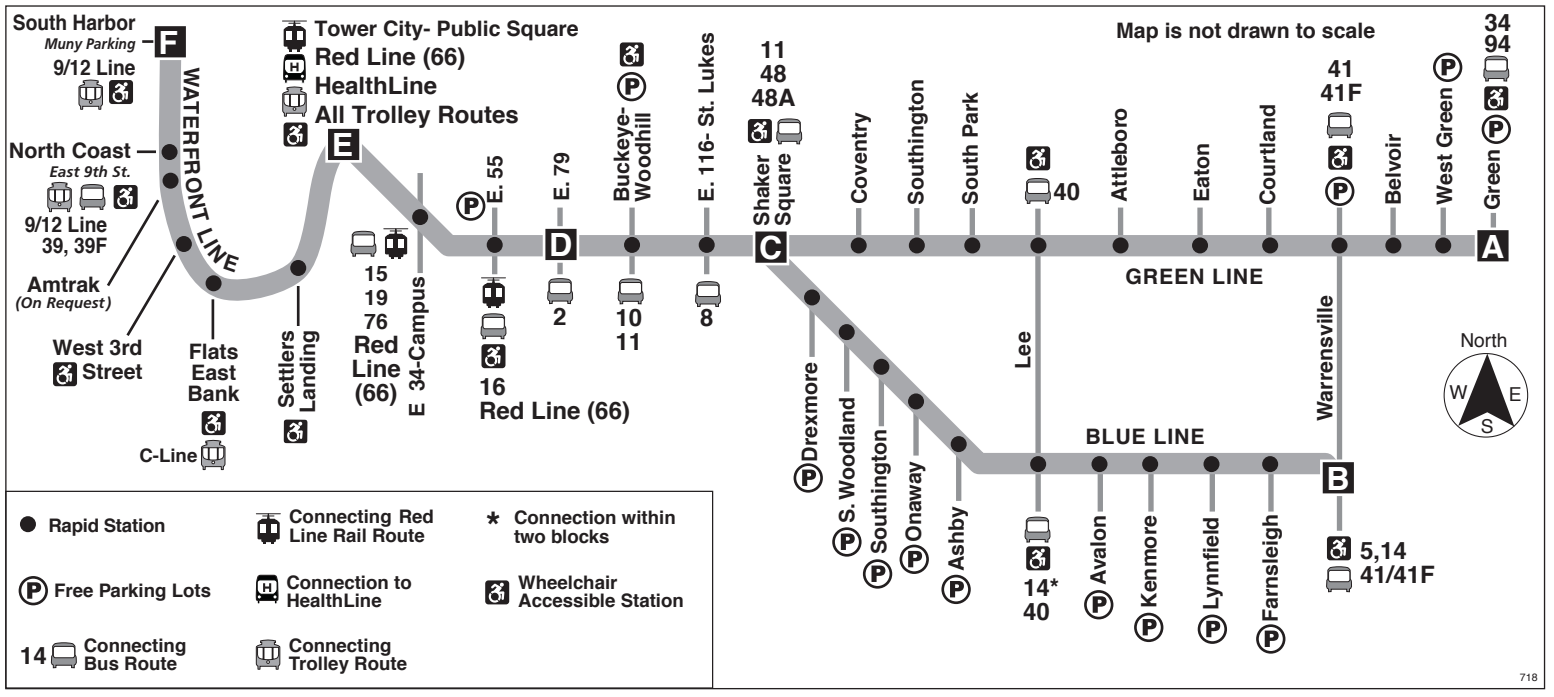 South Harbor
Muny Parking
F
9/12 Line
WATERFRONT LINE
North Coast
East 9th St.
9/12 Line
39, 39F
Amtrak
(On Request)
West 3rd
Street
Flats
East
Bank
C-Line
Settlers
Landing
Tower City- Public Square
Red Line (66)
H
HealthLine
All Trolley Routes
E
15
19
76
Red
Line
(66)
E 34-Campus
P
E. 55
16
Red Line (66)
E. 79
D
2
P
Buckeye-
Woodhill
10
11
E. 116- St. Lukes
8
11
48
48A
Shaker
Square
C
Coventry
Southington
South Park
40
Lee
Attleboro
Eaton
Courtland
Map is not drawn to scale
41
41F
P
Warrensville
Belvoir
P
West Green
34
94
P
Green
A
GREEN LINE
Drexmore
P
S. Woodland
P
Southington
P
Onaway
P
Ashby
P
BLUE LINE
14*
40
Avalon
P
Kenmore
P
Lynnfield
P
Farnsleigh
P
B
5,14
41/41F
North
W
E
S
Rapid Station
Connecting Red
Line Rail Route
* Connection within
two blocks
P Free Parking Lots
H
Connection to
HealthLine
Wheelchair
Accessible Station
14
Connecting
Bus Route
Connecting
Trolley Route
718